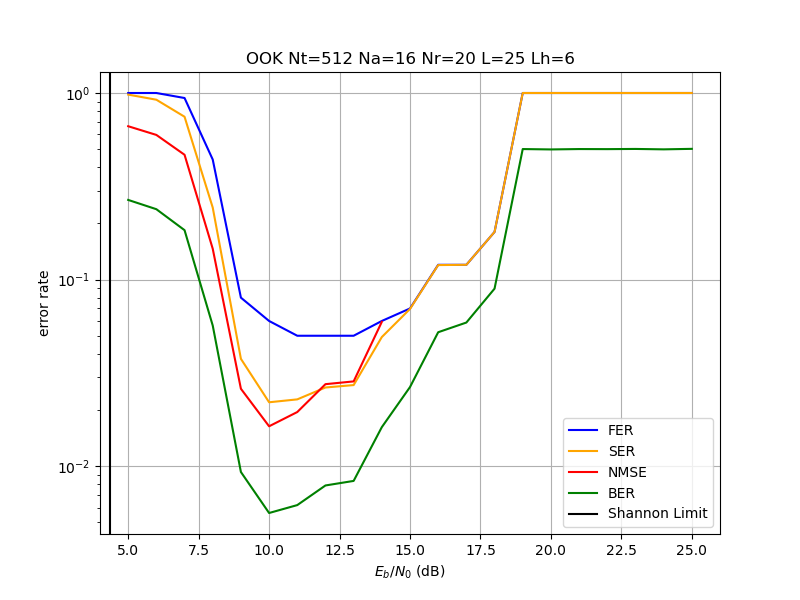 OOK Nt=512 Na=16 Nr=20 L=25 Lh=6
10⁰
10⁻¹
10⁻²
error rate
FER
SER
NMSE
BER
Shannon Limit
5.0 7.5 10.0 12.5 15.0 17.5 20.0 22.5 25.0
E_b/N_0 (dB)